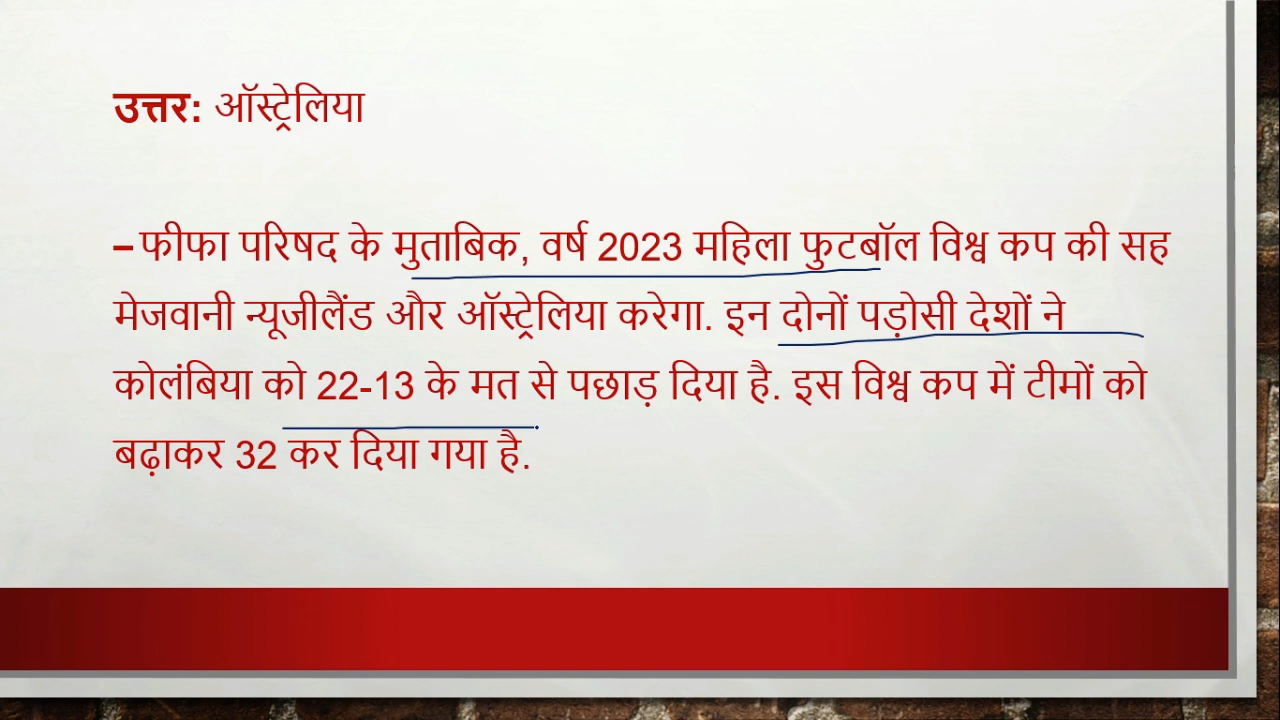 उत्तर: ऑस्ट्रेलिया
– फीफा परिषद के मुताबिक, वर्ष 2023 महिला फुटबॉल विश्व कप की सह
मेजवानी न्यूजीलैंड और ऑस्ट्रेलिया करेगा. इन दोनों पड़ोसी देशों ने
कोलंबिया को 22-13 के मत से पछाड़ दिया है. इस विश्व कप में टीमों को
बढ़ाकर 32 कर दिया गया है.